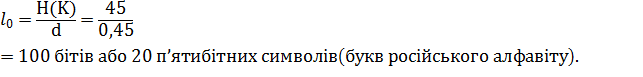 l₀ = H(K)/d = 45/0,45
= 100 бітів або 20 п'ятибітних символів(букв російського алфавіту).